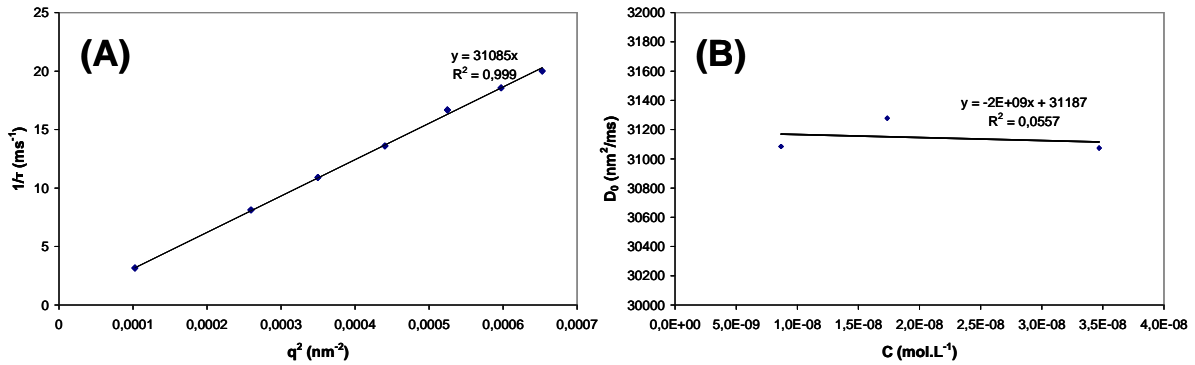 (A)
y = 31085x
R² = 0,999
1/τ (ms⁻¹)
25
20
15
10
5
0
0 0,0001 0,0002 0,0003 0,0004 0,0005 0,0006 0,0007
q² (nm⁻²)
(B)
y = -2E+09x + 31187
R² = 0,0557
D₀ (nm²/ms)
32000
31800
31600
31400
31200
31000
30800
30600
30400
30200
30000
0,0E+00 5,0E-09 1,0E-08 1,5E-08 2,0E-08 2,5E-08 3,0E-08 3,5E-08 4,0E-08
C (mol.L⁻¹)